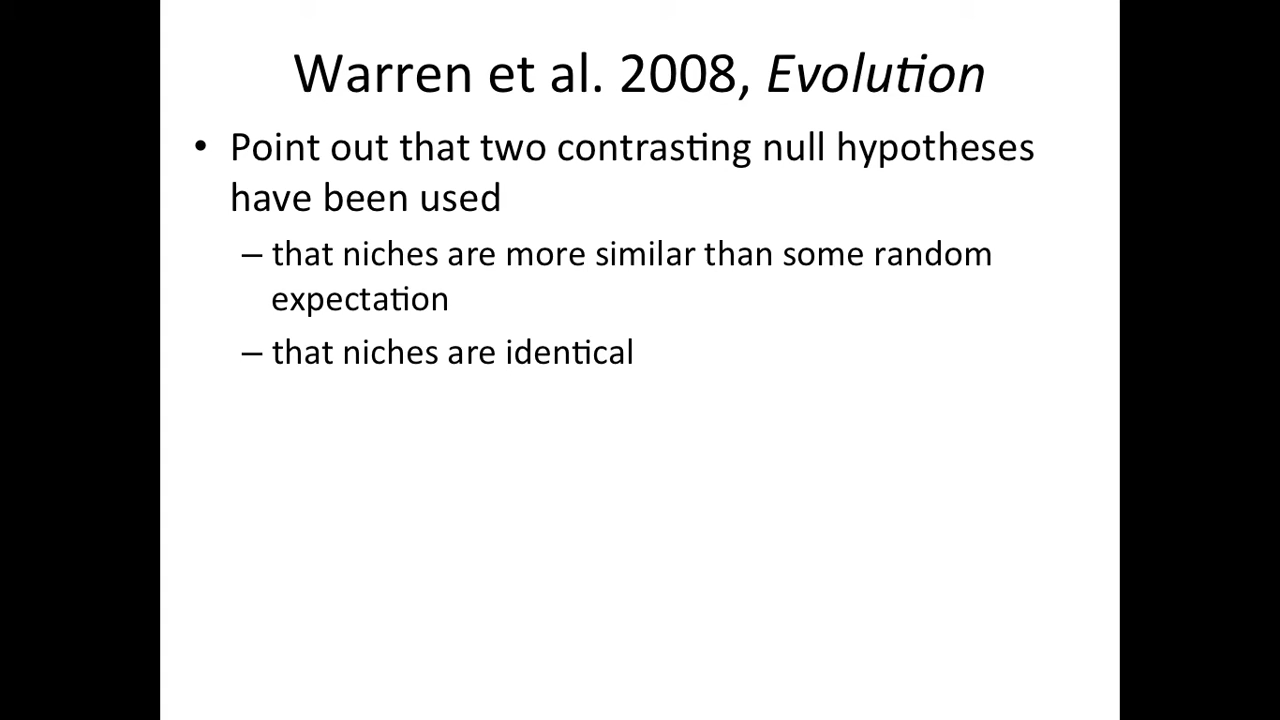 Warren et al. 2008, Evolution
• Point out that two contrasting null hypotheses
have been used
– that niches are more similar than some random
expectation
– that niches are identical